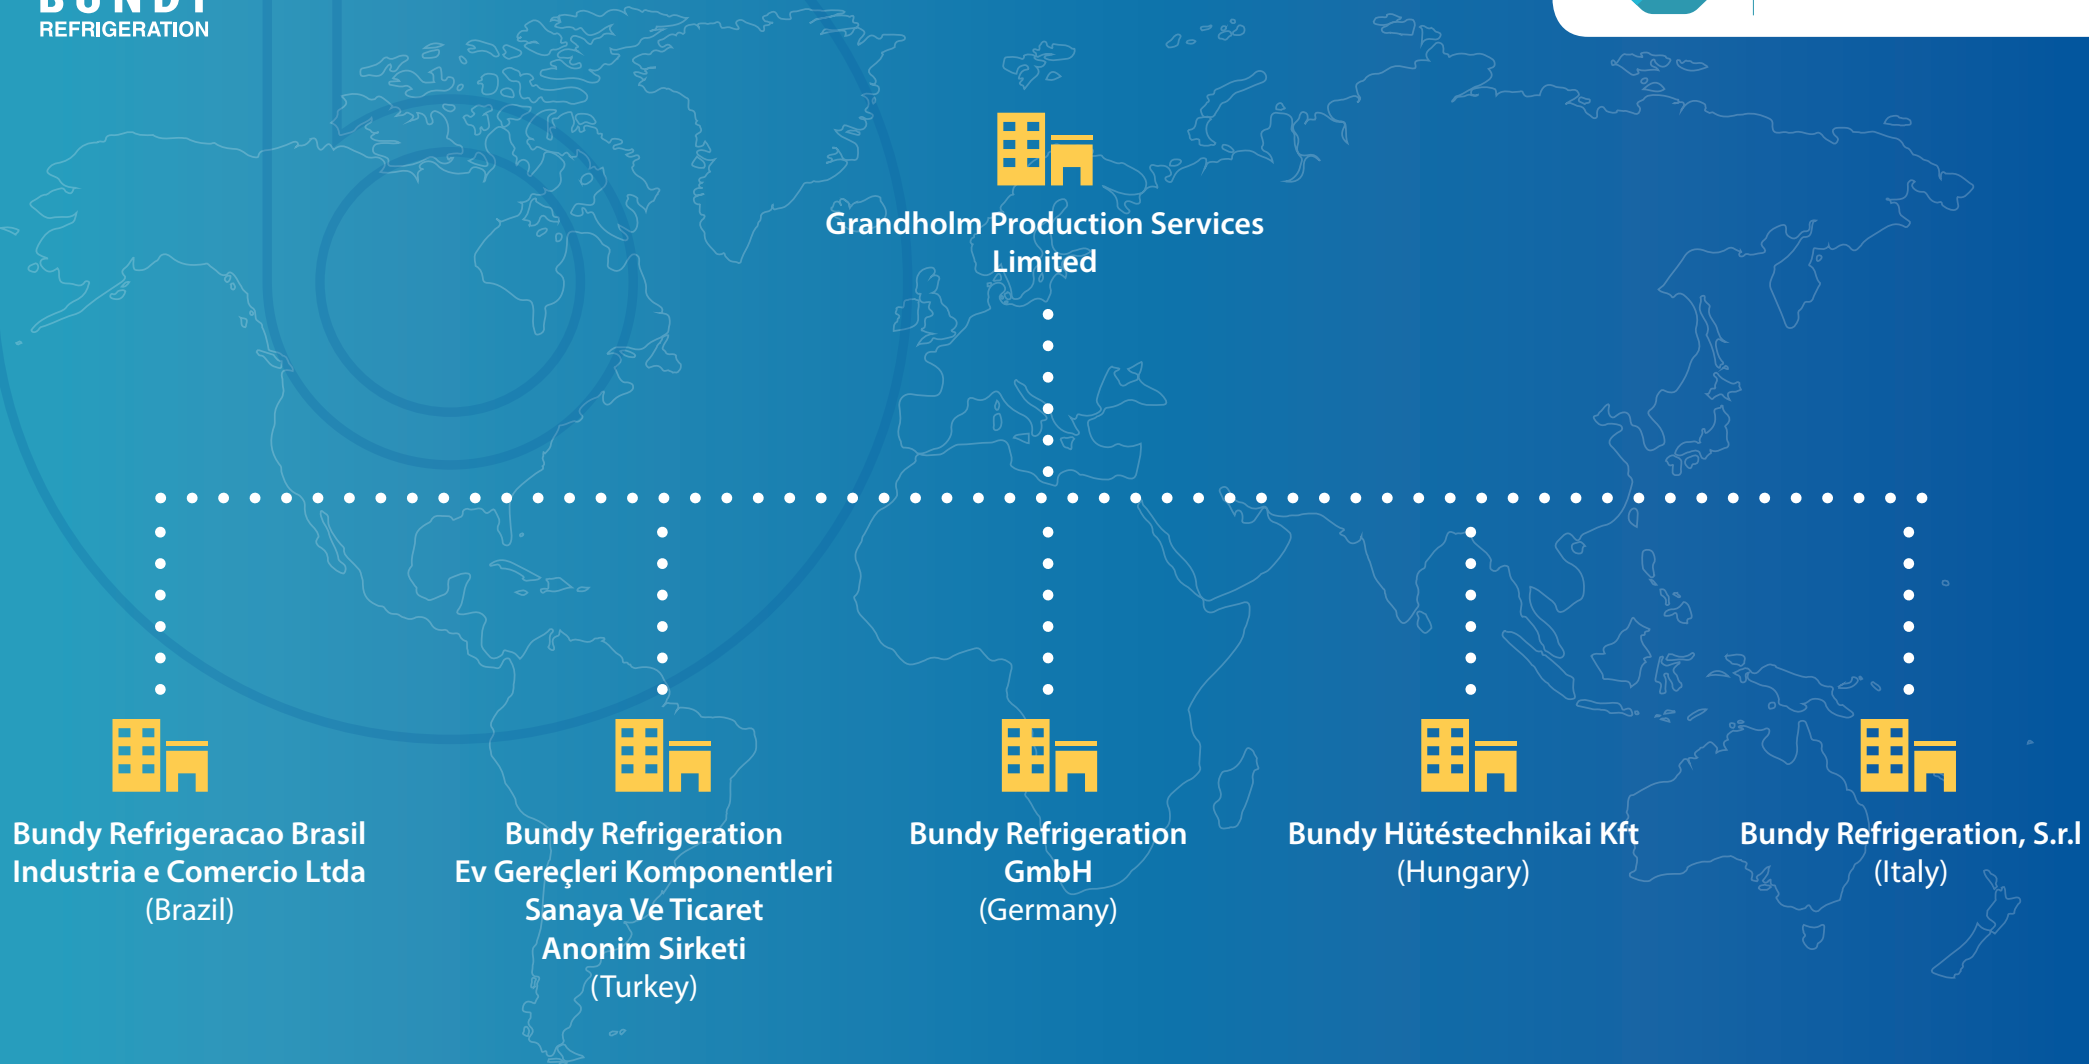 BUNDY
REFRIGERATION
Grandholm Production Services
Limited
Bundy Refrigeracao Brasil
Industria e Comercio Ltda
(Brazil)
Bundy Refrigeration
Ev Gereçleri Komponentleri
Sanaya Ve Ticaret
Anonim Sirketi
(Turkey)
Bundy Refrigeration
GmbH
(Germany)
Bundy Hütéstechnikai Kft
(Hungary)
Bundy Refrigeration, S.r.l
(Italy)